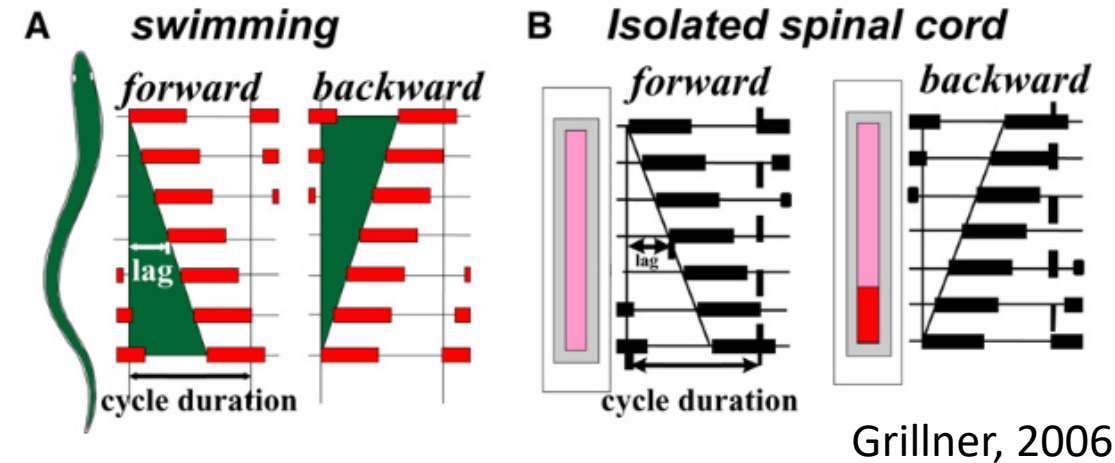 A swimming
forward
backward
lag
cycle duration
B Isolated spinal cord
forward
backward
lag
cycle duration
Grillner, 2006